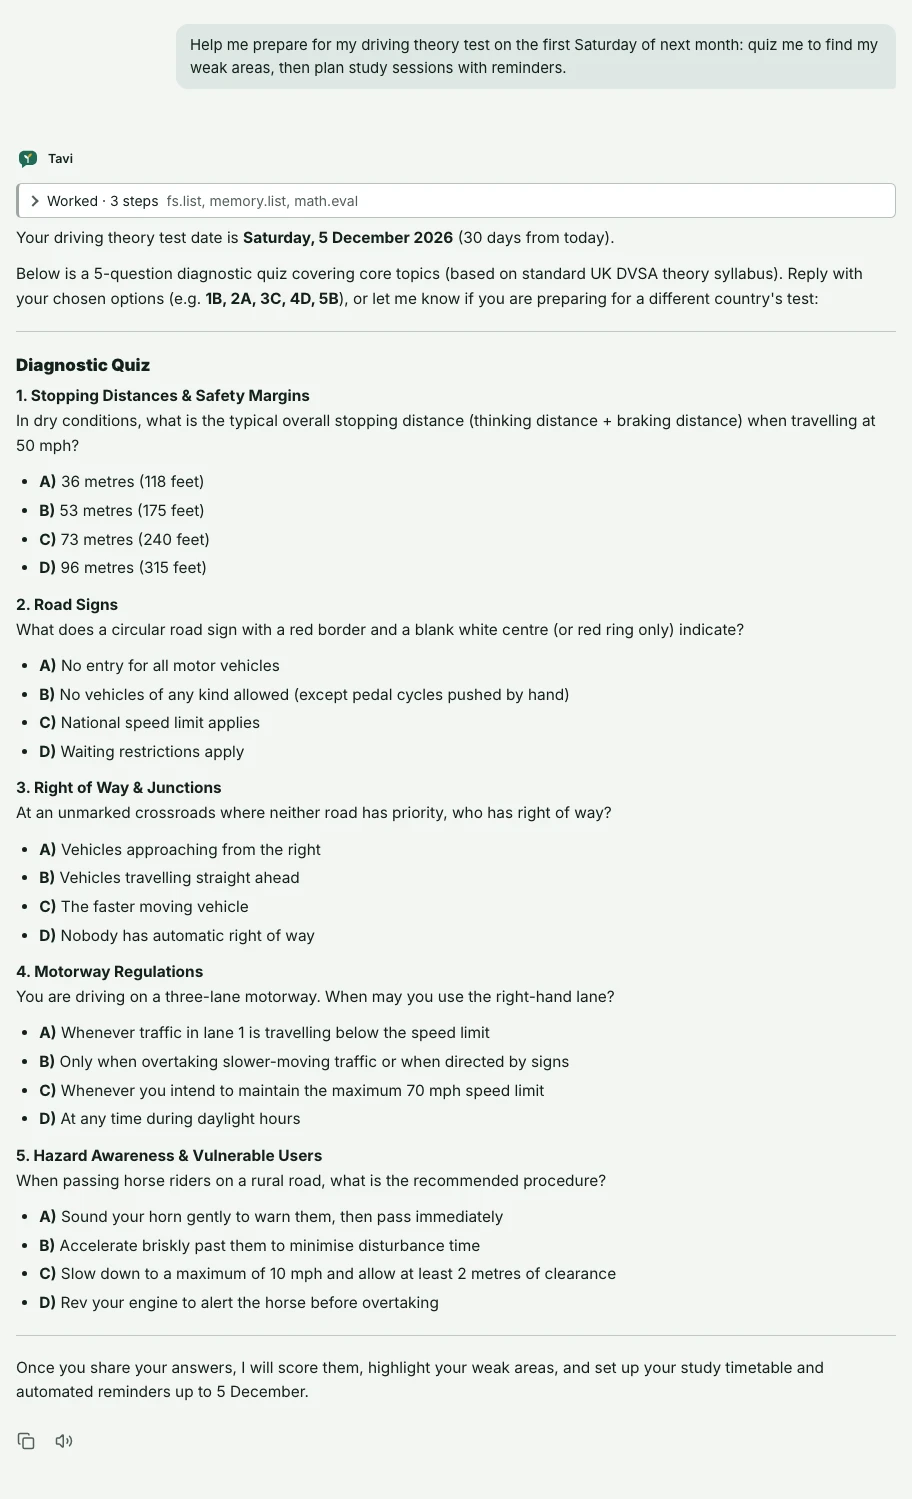 Help me prepare for my driving theory test on the first Saturday of next month: quiz me to find my
weak areas, then plan study sessions with reminders.
Tavi
Worked · 3 steps fs.list, memory.list, math.eval
Your driving theory test date is Saturday, 5 December 2026 (30 days from today).
Below is a 5-question diagnostic quiz covering core topics (based on standard UK DVSA theory syllabus). Reply with
your chosen options (e.g. 1B, 2A, 3C, 4D, 5B), or let me know if you are preparing for a different country's test:
Diagnostic Quiz
1. Stopping Distances & Safety Margins
In dry conditions, what is the typical overall stopping distance (thinking distance + braking distance) when travelling at
50 mph?
• A) 36 metres (118 feet)
• B) 53 metres (175 feet)
• C) 73 metres (240 feet)
• D) 96 metres (315 feet)
2. Road Signs
What does a circular road sign with a red border and a blank white centre (or red ring only) indicate?
• A) No entry for all motor vehicles
• B) No vehicles of any kind allowed (except pedal cycles pushed by hand)
• C) National speed limit applies
• D) Waiting restrictions apply
3. Right of Way & Junctions
At an unmarked crossroads where neither road has priority, who has right of way?
• A) Vehicles approaching from the right
• B) Vehicles travelling straight ahead
• C) The faster moving vehicle
• D) Nobody has automatic right of way
4. Motorway Regulations
You are driving on a three-lane motorway. When may you use the right-hand lane?
• A) Whenever traffic in lane 1 is travelling below the speed limit
• B) Only when overtaking slower-moving traffic or when directed by signs
• C) Whenever you intend to maintain the maximum 70 mph speed limit
• D) At any time during daylight hours
5. Hazard Awareness & Vulnerable Users
When passing horse riders on a rural road, what is the recommended procedure?
• A) Sound your horn gently to warn them, then pass immediately
• B) Accelerate briskly past them to minimise disturbance time
• C) Slow down to a maximum of 10 mph and allow at least 2 metres of clearance
• D) Rev your engine to alert the horse before overtaking
Once you share your answers, I will score them, highlight your weak areas, and set up your study timetable and
automated reminders up to 5 December.